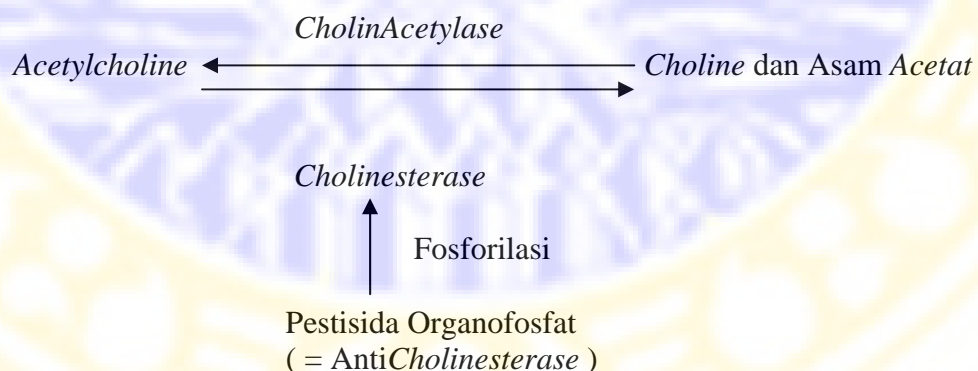 CholinAcetylase
Acetylcholine Choline dan Asam Acetat
Cholinesterase
Fosforilasi
Pestisida Organofosfat
( = AntiCholinesterase )